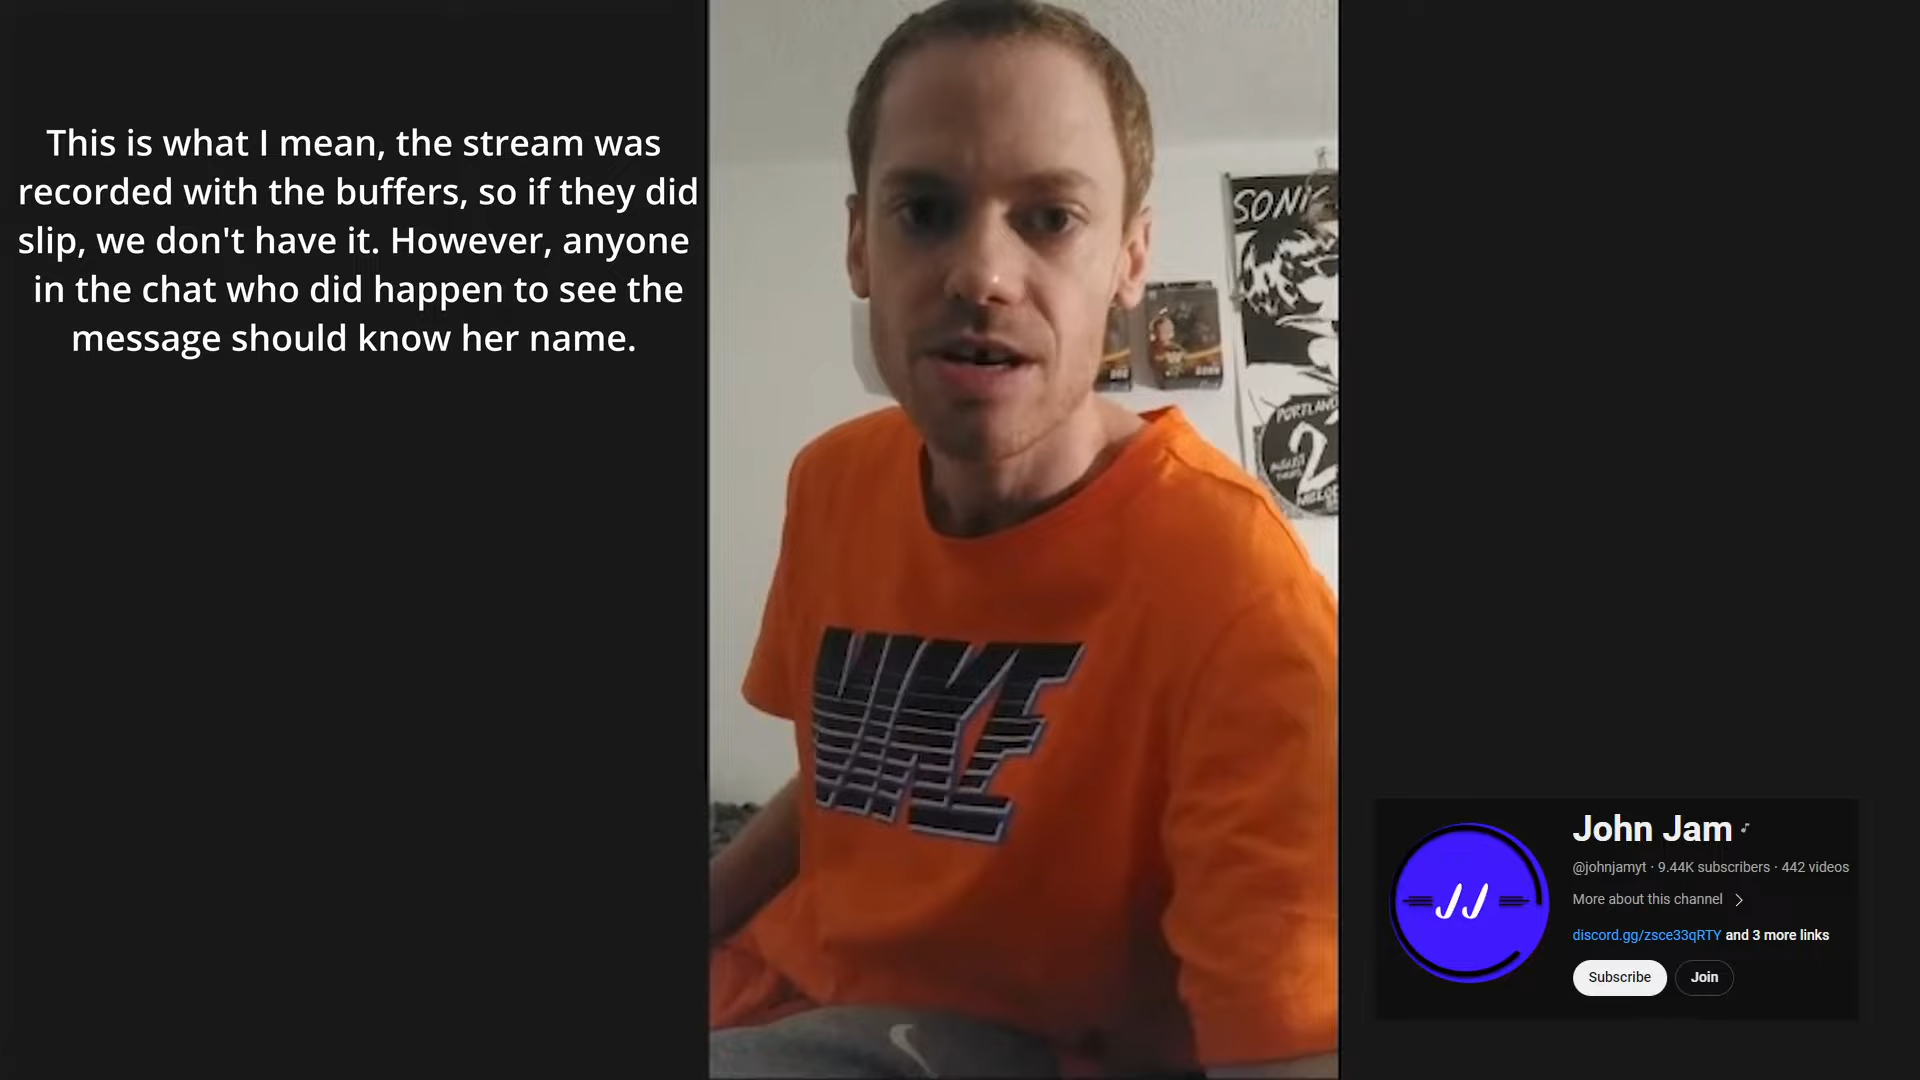 This is what I mean, the stream was
recorded with the buffers, so if they did
slip, we don't have it. However, anyone
in the chat who did happen to see the
message should know her name.
SONIC
PORTLAND
2
NIKE
JJ
John Jam
@johnjamyt · 9.44K subscribers · 442 videos
More about this channel
discord.gg/zsce33qRTY and 3 more links
Subscribe
Join